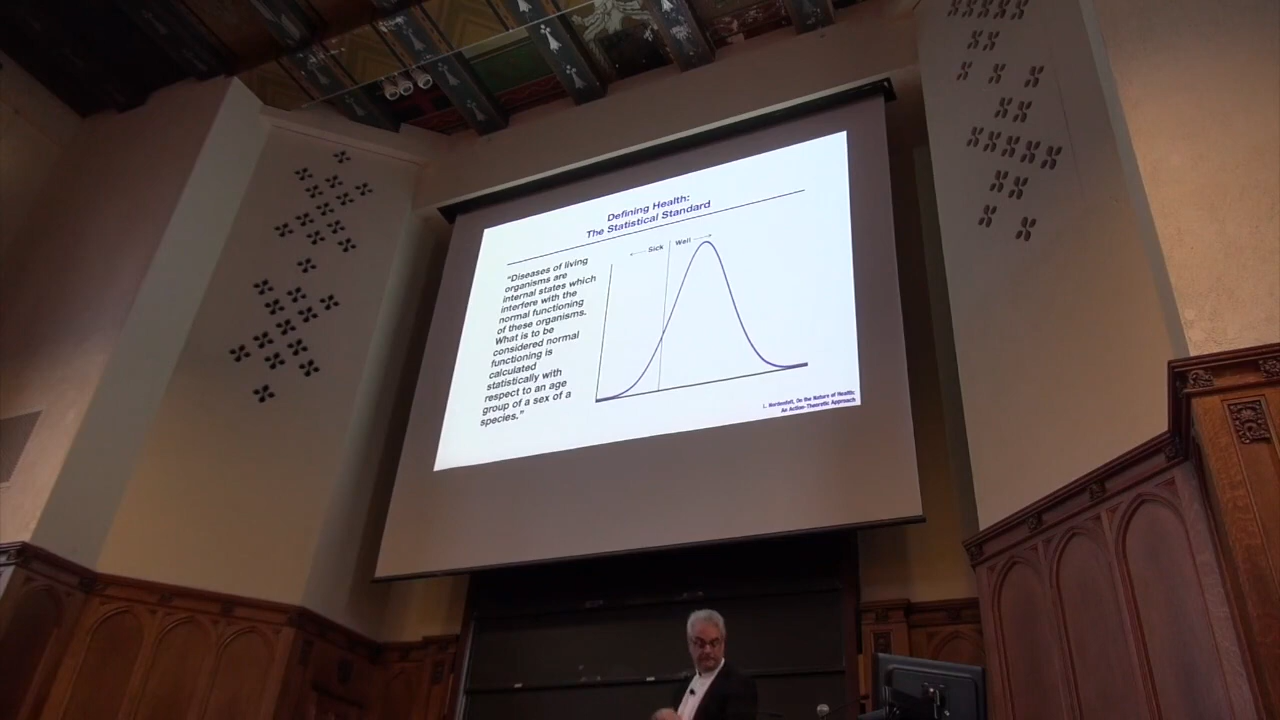 Defining Health:
The Statistical Standard
Sick
Well
"Diseases of living
organisms are
internal states which
interfere with the
normal functioning
of these organisms.
What is to be
considered normal
functioning is
calculated
statistically with
respect to an age
group of a sex of a
species."
L. Nordenfelt, On the Nature of Health,
An Action-Theoretic Approach